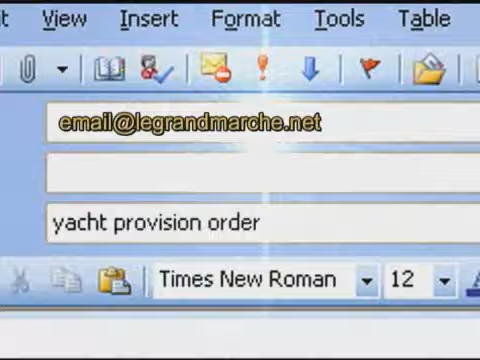 View Insert Format Tools Table
email@legrandmarche.net
yacht provision order
Times New Roman 12